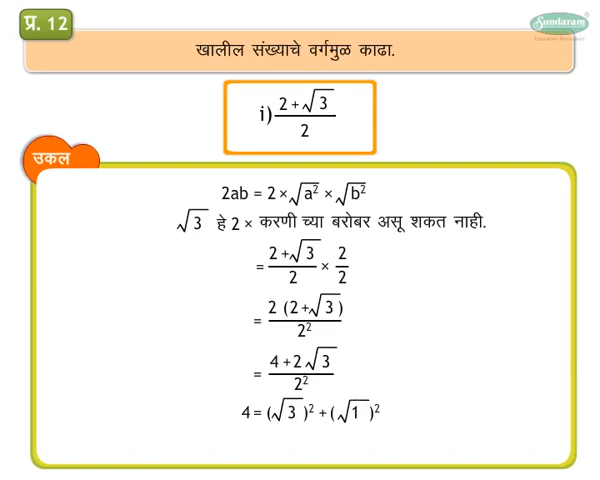 प्र. 12
Sundaram
खालील संख्याचे वर्गमुळ काढा.
i) (2 + √3) / 2
उकल
2ab = 2 × √a² × √b²
√3 हे 2 × करणी च्या बरोबर असू शकत नाही.
= (2 + √3) / 2 × 2 / 2
= 2 (2 + √3) / 2²
= (4 + 2√3) / 2²
4 = (√3)² + (√1)²